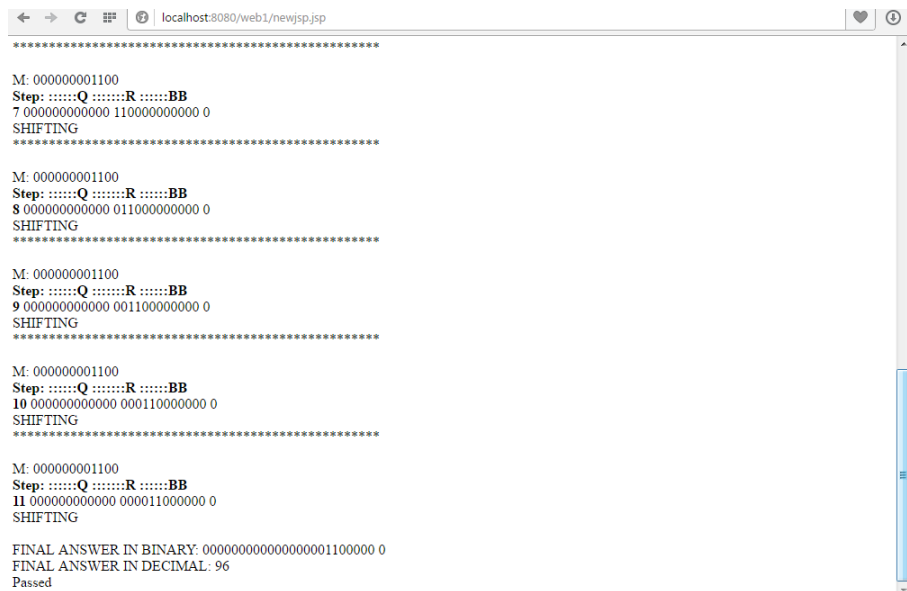 localhost:8080/web1/newjsp.jsp
***************************************************
M: 000000001100
Step: ::::::Q :::::::R ::::::BB
7 000000000000 110000000000 0
SHIFTING
***************************************************
M: 000000001100
Step: ::::::Q :::::::R ::::::BB
8 000000000000 011000000000 0
SHIFTING
***************************************************
M: 000000001100
Step: ::::::Q :::::::R ::::::BB
9 000000000000 001100000000 0
SHIFTING
***************************************************
M: 000000001100
Step: ::::::Q :::::::R ::::::BB
10 000000000000 000110000000 0
SHIFTING
***************************************************
M: 000000001100
Step: ::::::Q :::::::R ::::::BB
11 000000000000 000011000000 0
SHIFTING
FINAL ANSWER IN BINARY: 000000000000000001100000 0
FINAL ANSWER IN DECIMAL: 96
Passed